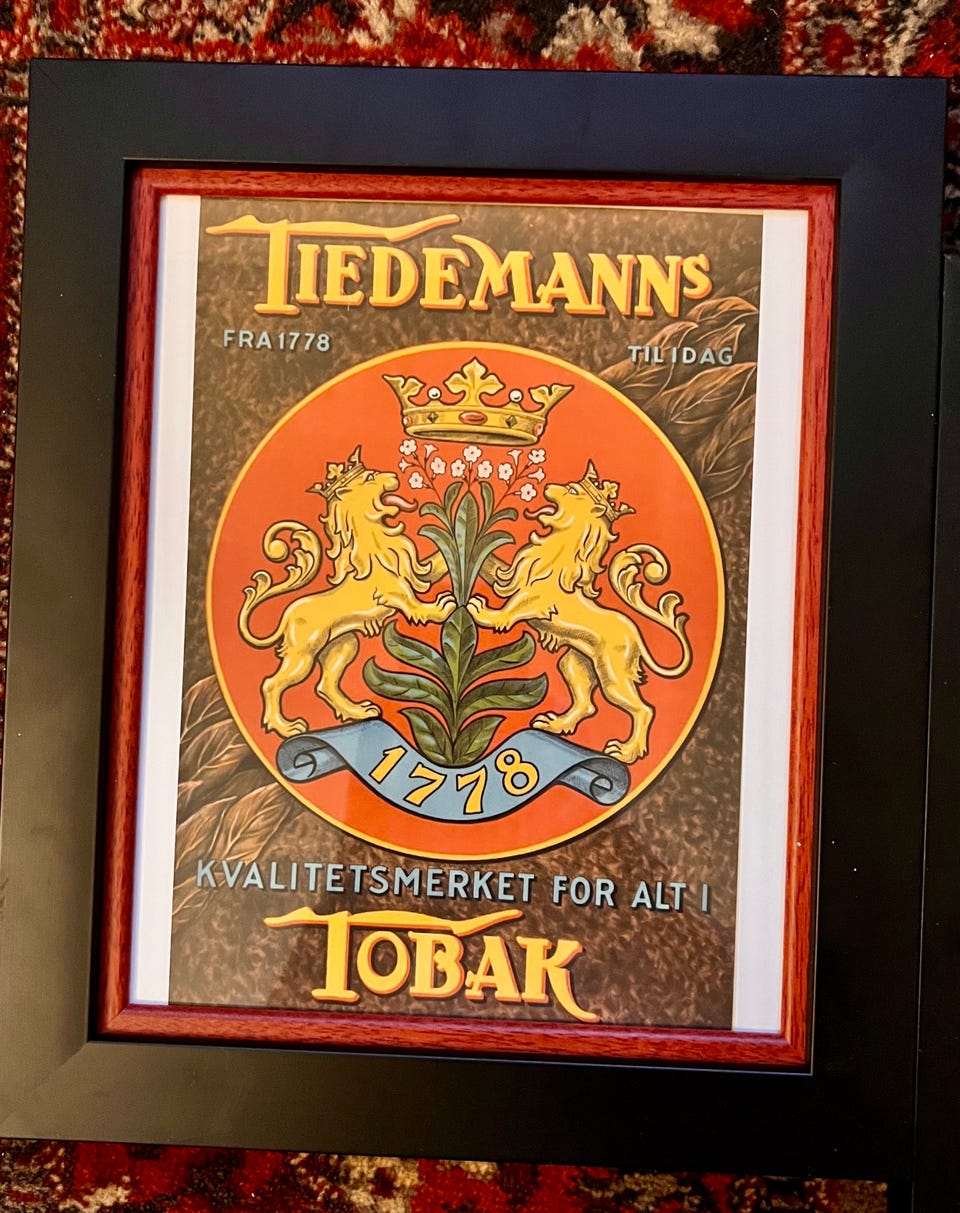 TIEDEMANNS
FRA 1778
TIL IDAG
1778
KVALITETSMERKET FOR ALT I
TOBAK